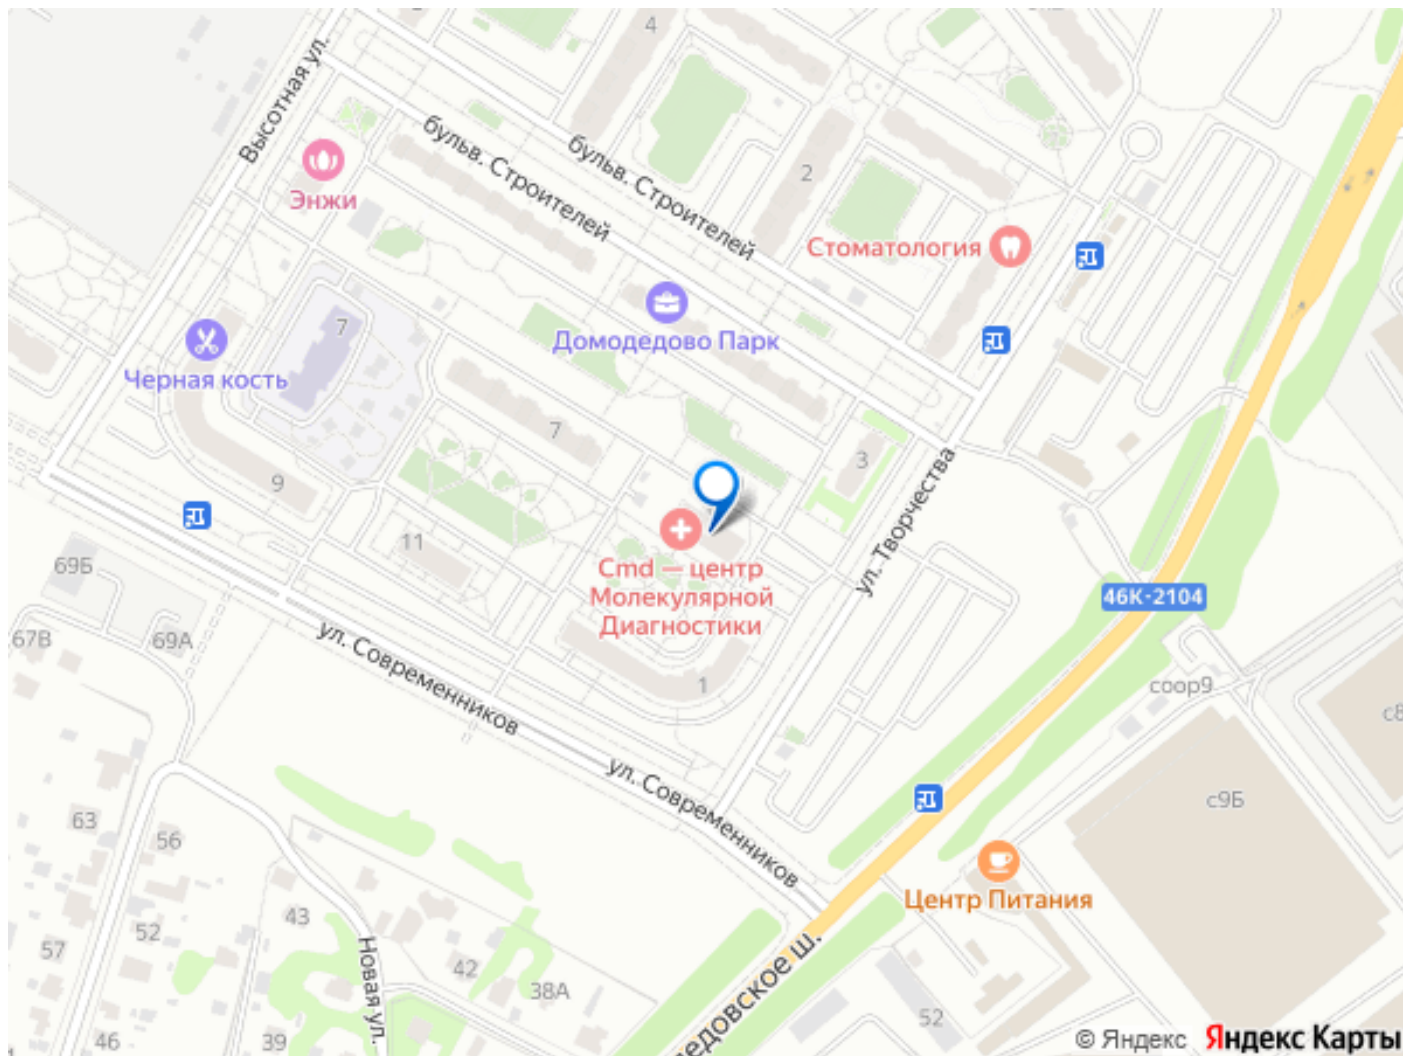 4
Высотная ул.
бульв. Строителей
бульв. Строителей
2
Энжи
Стоматология
7
Домодедово Парк
Черная кость
7
3
9
ул. Творчества
11
Cmd — центр
Молекулярной
Диагностики
69Б
46К-2104
67В
69А
ул. Современников
1
соор9
с8
ул. Современников
с9Б
63
56
Центр Питания
43
52
57
Новая ул.
42
38А
едовское ш.
52
46
39
© Яндекс Яндекс Карты